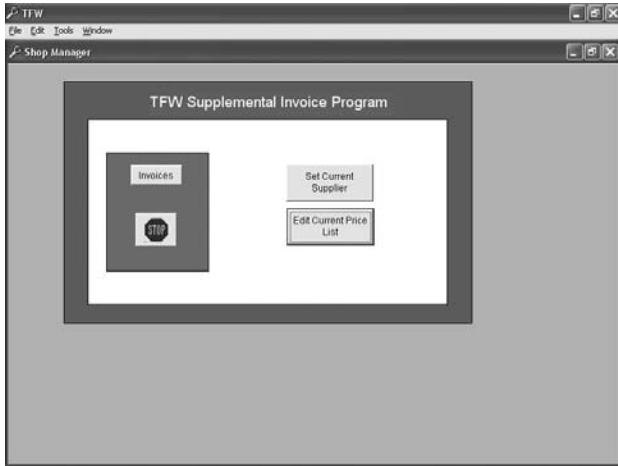 TFW
File Edit Tools Window
Shop Manager
TFW Supplemental Invoice Program
Invoices
STOP
Set Current
Supplier
Edit Current Price
List